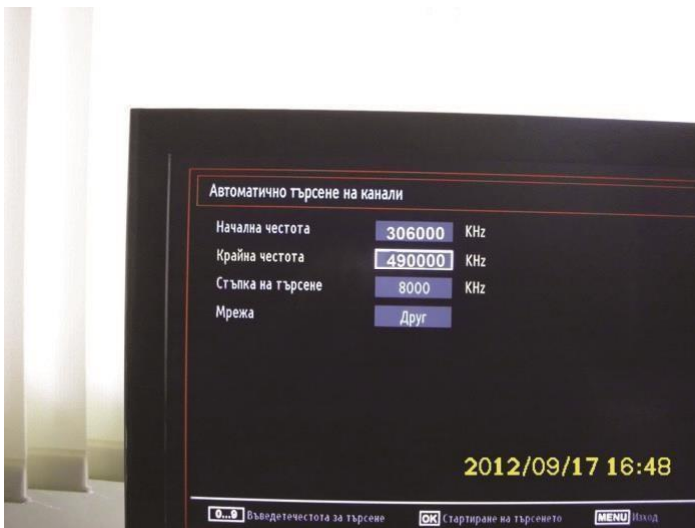 Автоматично търсене на канали
Начална честота 306000 KHz
Крайна честота 490000 KHz
Стъпка на търсене 8000 KHz
Мрежа Друг
2012/09/17 16:48
0...9 Въведетечестота за търсене OK Стартиране на търсенето MENU Изход